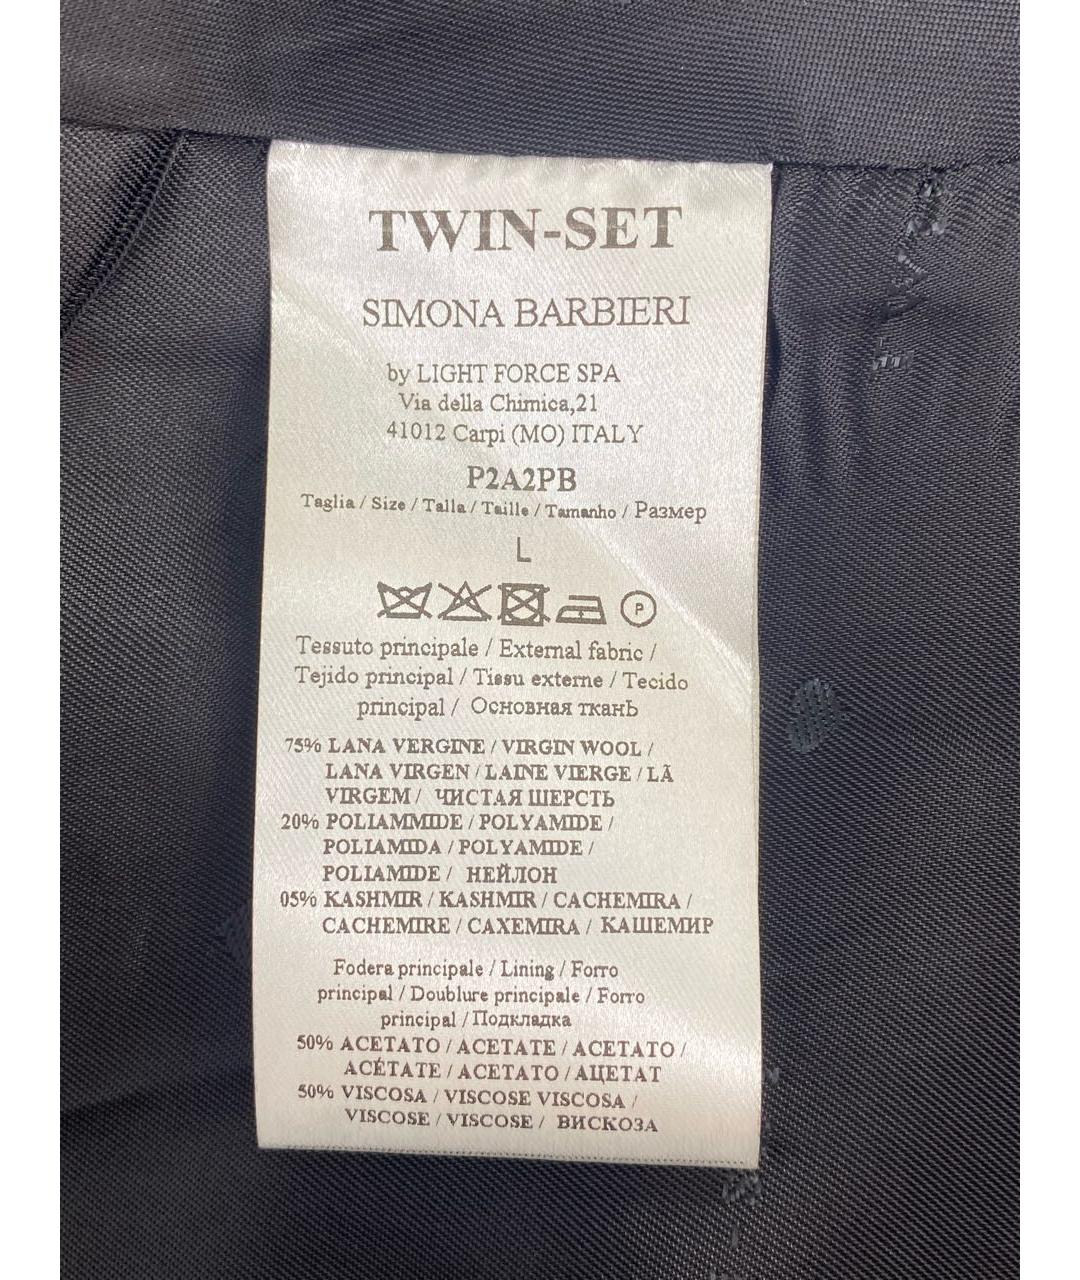 TWIN-SET
SIMONA BARBIERI
by LIGHT FORCE SPA
Via della Chimica,21
41012 Carpi (MO) ITALY
P2A2PB
Taglia / Size / Talla / Taille / Tamanho / Размер
L
P
Tessuto principale / External fabric /
Tejido principal / Tissu externe / Tecido
principal / Основная тканЬ
75% LANA VERGINE / VIRGIN WOOL /
LANA VIRGEN / LAINE VIERGE / LÃ
VIRGEM / ЧИСТАЯ ШЕРСТЬ
20% POLIAMMIDE / POLYAMIDE /
POLIAMIDA / POLYAMIDE /
POLIAMIDE / НЕЙЛОН
05% KASHMIR / KASHMIR / CACHEMIRA /
CACHEMIRE / CAXEMIRA / КАШЕМИР
Fodera principale / Lining / Forro
principal / Doublure principale / Forro
principal / Подкладка
50% ACETATO / ACETATE / ACETATO /
ACÉTATE / ACETATO / АЦЕТАТ
50% VISCOSA / VISCOSE VISCOSA /
VISCOSE / VISCOSE / ВИСКОЗА